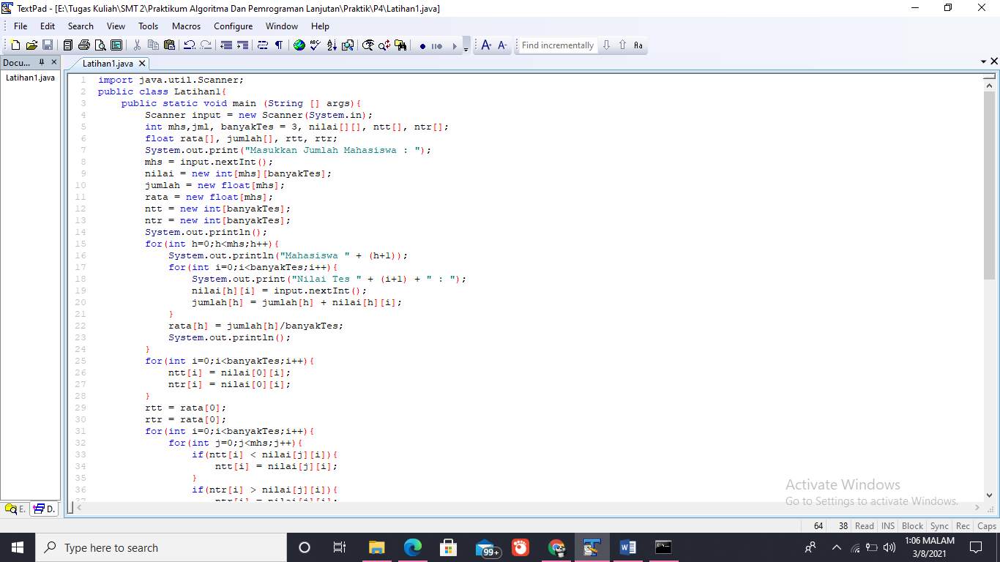 TextPad - [E:\Tugas Kuliah\SMT 2\Praktikum Algoritma Dan Pemrograman Lanjutan\Praktik\P4\Latihan1.java]
File Edit Search View Tools Macros Configure Window Help
Find incrementally Aa
Docu...
Latihan1.java
Latihan1.java
1 import java.util.Scanner;
2 public class Latihan1{
3 public static void main (String [] args){
4 Scanner input = new Scanner(System.in);
5 int mhs,jml, banyakTes = 3, nilai[][], ntt[], ntr[];
6 float rata[], jumlah[], rtt, rtr;
7 System.out.print("Masukkan Jumlah Mahasiswa : ");
8 mhs = input.nextInt();
9 nilai = new int[mhs][banyakTes];
10 jumlah = new float[mhs];
11 rata = new float[mhs];
12 ntt = new int[banyakTes];
13 ntr = new int[banyakTes];
14 System.out.println();
15 for(int h=0;h<mhs;h++){
16 System.out.println("Mahasiswa " + (h+1));
17 for(int i=0;i<banyakTes;i++){
18 System.out.print("Nilai Tes " + (i+1) + " : ");
19 nilai[h][i] = input.nextInt();
20 jumlah[h] = jumlah[h] + nilai[h][i];
21 }
22 rata[h] = jumlah[h]/banyakTes;
23 System.out.println();
24 }
25 for(int i=0;i<banyakTes;i++){
26 ntt[i] = nilai[0][i];
27 ntr[i] = nilai[0][i];
28 }
29 rtt = rata[0];
30 rtr = rata[0];
31 for(int i=0;i<banyakTes;i++){
32 for(int j=0;j<mhs;j++){
33 if(ntt[i] < nilai[j][i]){
34 ntt[i] = nilai[j][i];
35 }
36 if(ntr[i] > nilai[j][i]){
Activate Windows
Go to Settings to activate Windows.
E. D.
64 38 Read INS Block Sync Rec Caps
Type here to search
99+
1:06 MALAM
3/8/2021